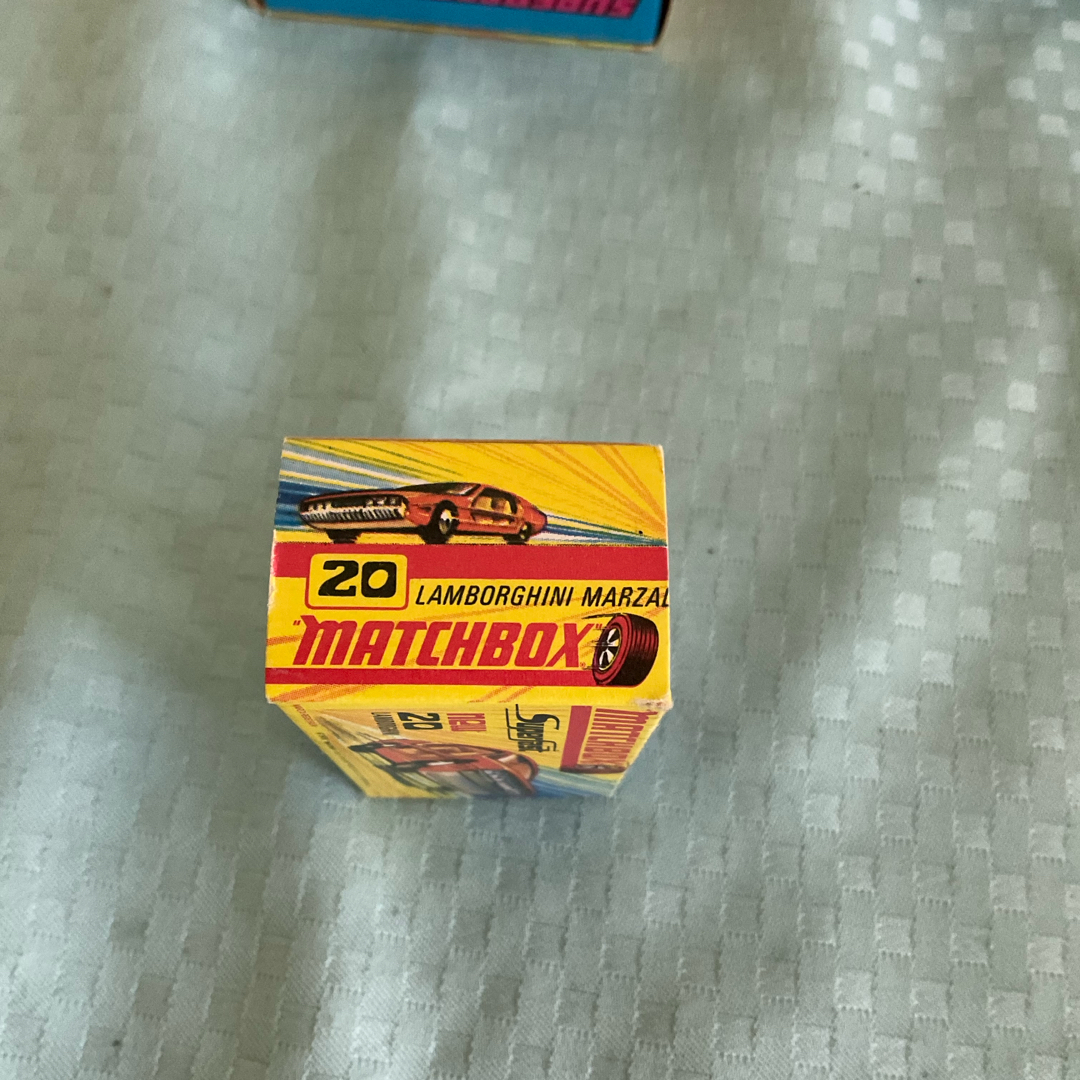 20
LAMBORGHINI MARZAL
"MATCHBOX"
NEW
20
Superfast
"MATCHBOX"